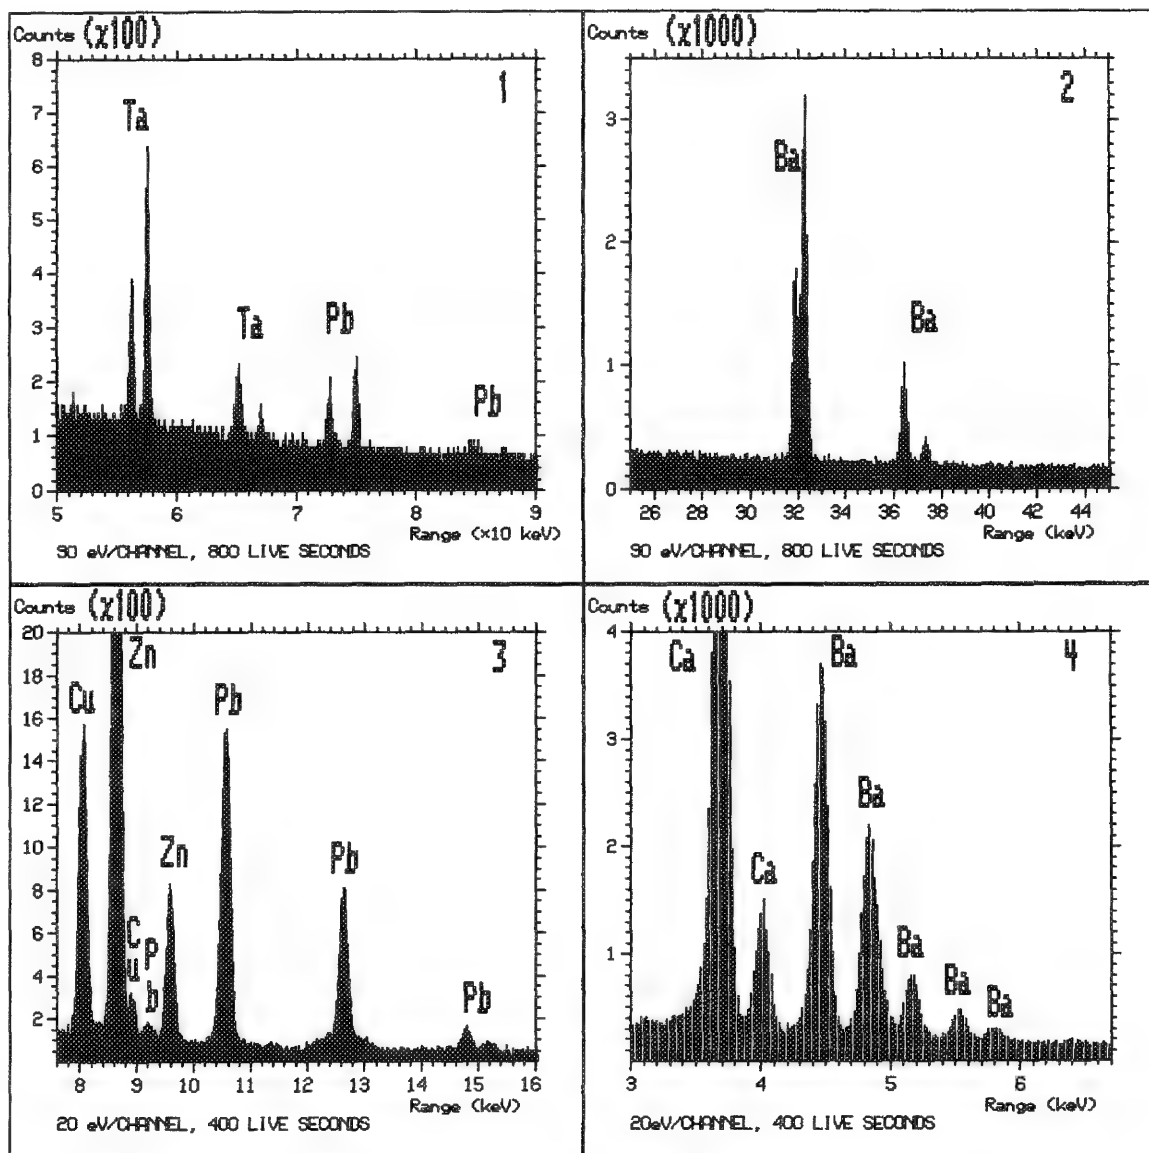 Counts (x100)
1
8
7
6
5
4
3
2
1
0
Ta
Ta
Pb
Pb
5 6 7 8 9
Range (x10 keV)
90 eV/CHANNEL, 800 LIVE SECONDS
Counts (x1000)
2
3
2
1
0
Ba
Ba
26 28 30 32 34 36 38 40 42 44
Range (keV)
90 eV/CHANNEL, 800 LIVE SECONDS
Counts (x100)
3
20
18
16
14
12
10
8
6
4
2
Cu
Zn
Cu
Pb
Zn
Pb
Pb
Pb
8 9 10 11 12 13 14 15 16
Range (keV)
20 eV/CHANNEL, 400 LIVE SECONDS
Counts (x1000)
4
4
3
2
1
Ca
Ca
Ba
Ba
Ba
Ba
Ba
3 4 5 6
Range (keV)
20eV/CHANNEL, 400 LIVE SECONDS